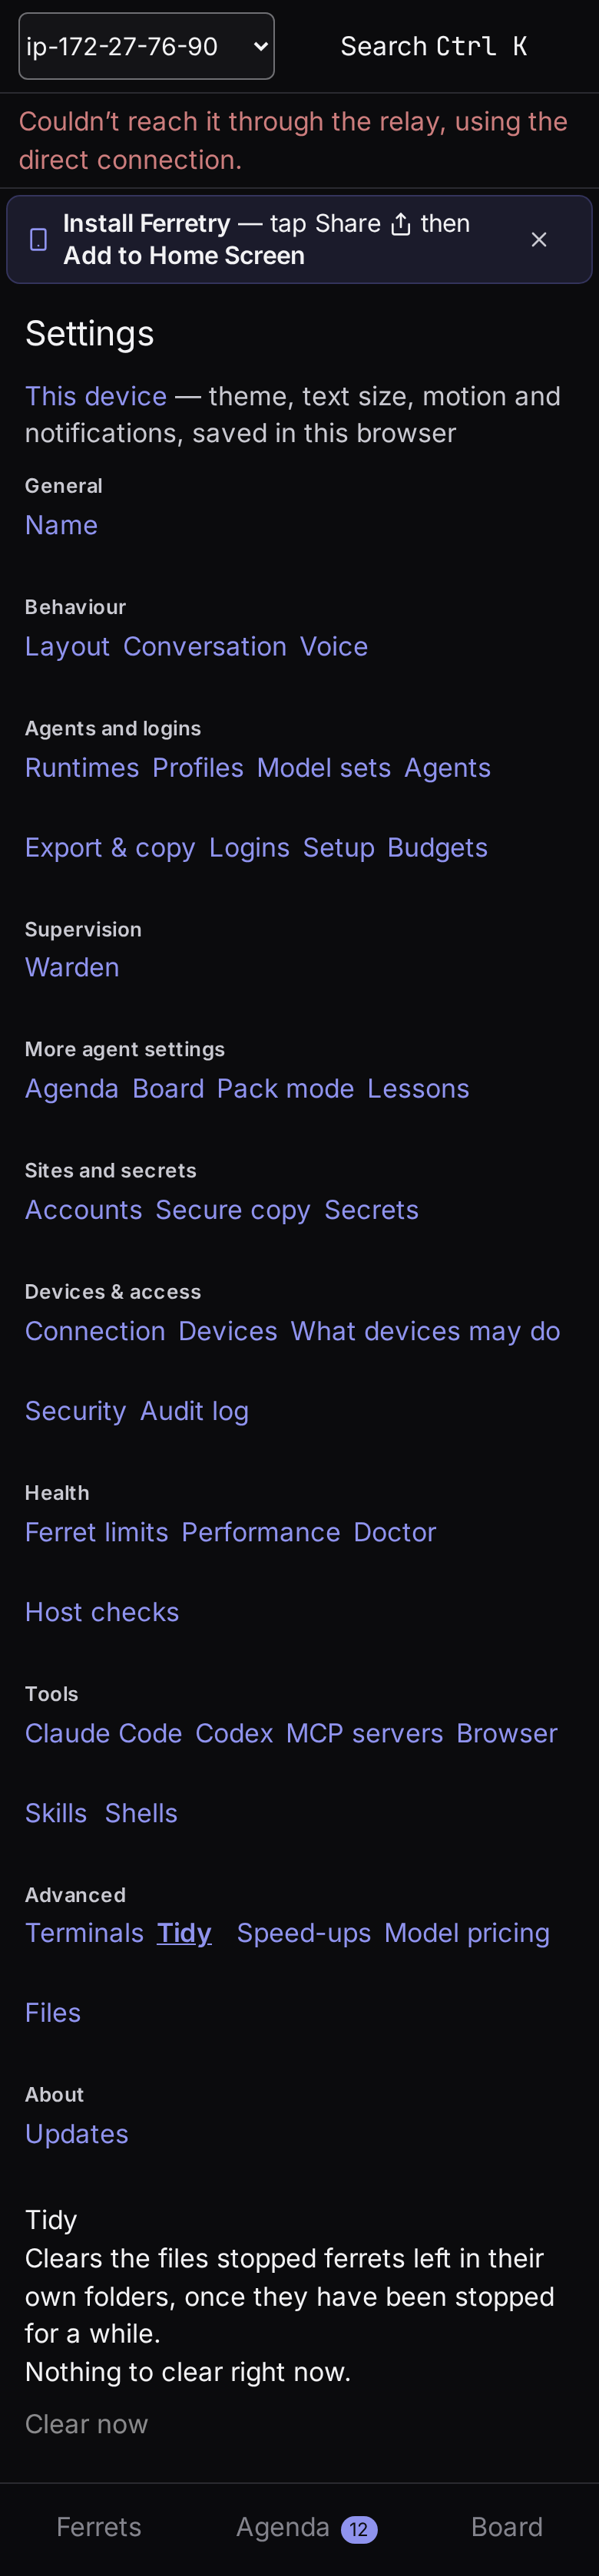 ip-172-27-76-90
Search Ctrl K
Couldn’t reach it through the relay, using the
direct connection.
Install Ferretry — tap Share then
Add to Home Screen
Settings
This device — theme, text size, motion and
notifications, saved in this browser
General
Name
Behaviour
Layout Conversation Voice
Agents and logins
Runtimes Profiles Model sets Agents
Export & copy Logins Setup Budgets
Supervision
Warden
More agent settings
Agenda Board Pack mode Lessons
Sites and secrets
Accounts Secure copy Secrets
Devices & access
Connection Devices What devices may do
Security Audit log
Health
Ferret limits Performance Doctor
Host checks
Tools
Claude Code Codex MCP servers Browser
Skills Shells
Advanced
Terminals Tidy Speed-ups Model pricing
Files
About
Updates
Tidy
Clears the files stopped ferrets left in their
own folders, once they have been stopped
for a while.
Nothing to clear right now.
Clear now
Ferrets Agenda 12 Board